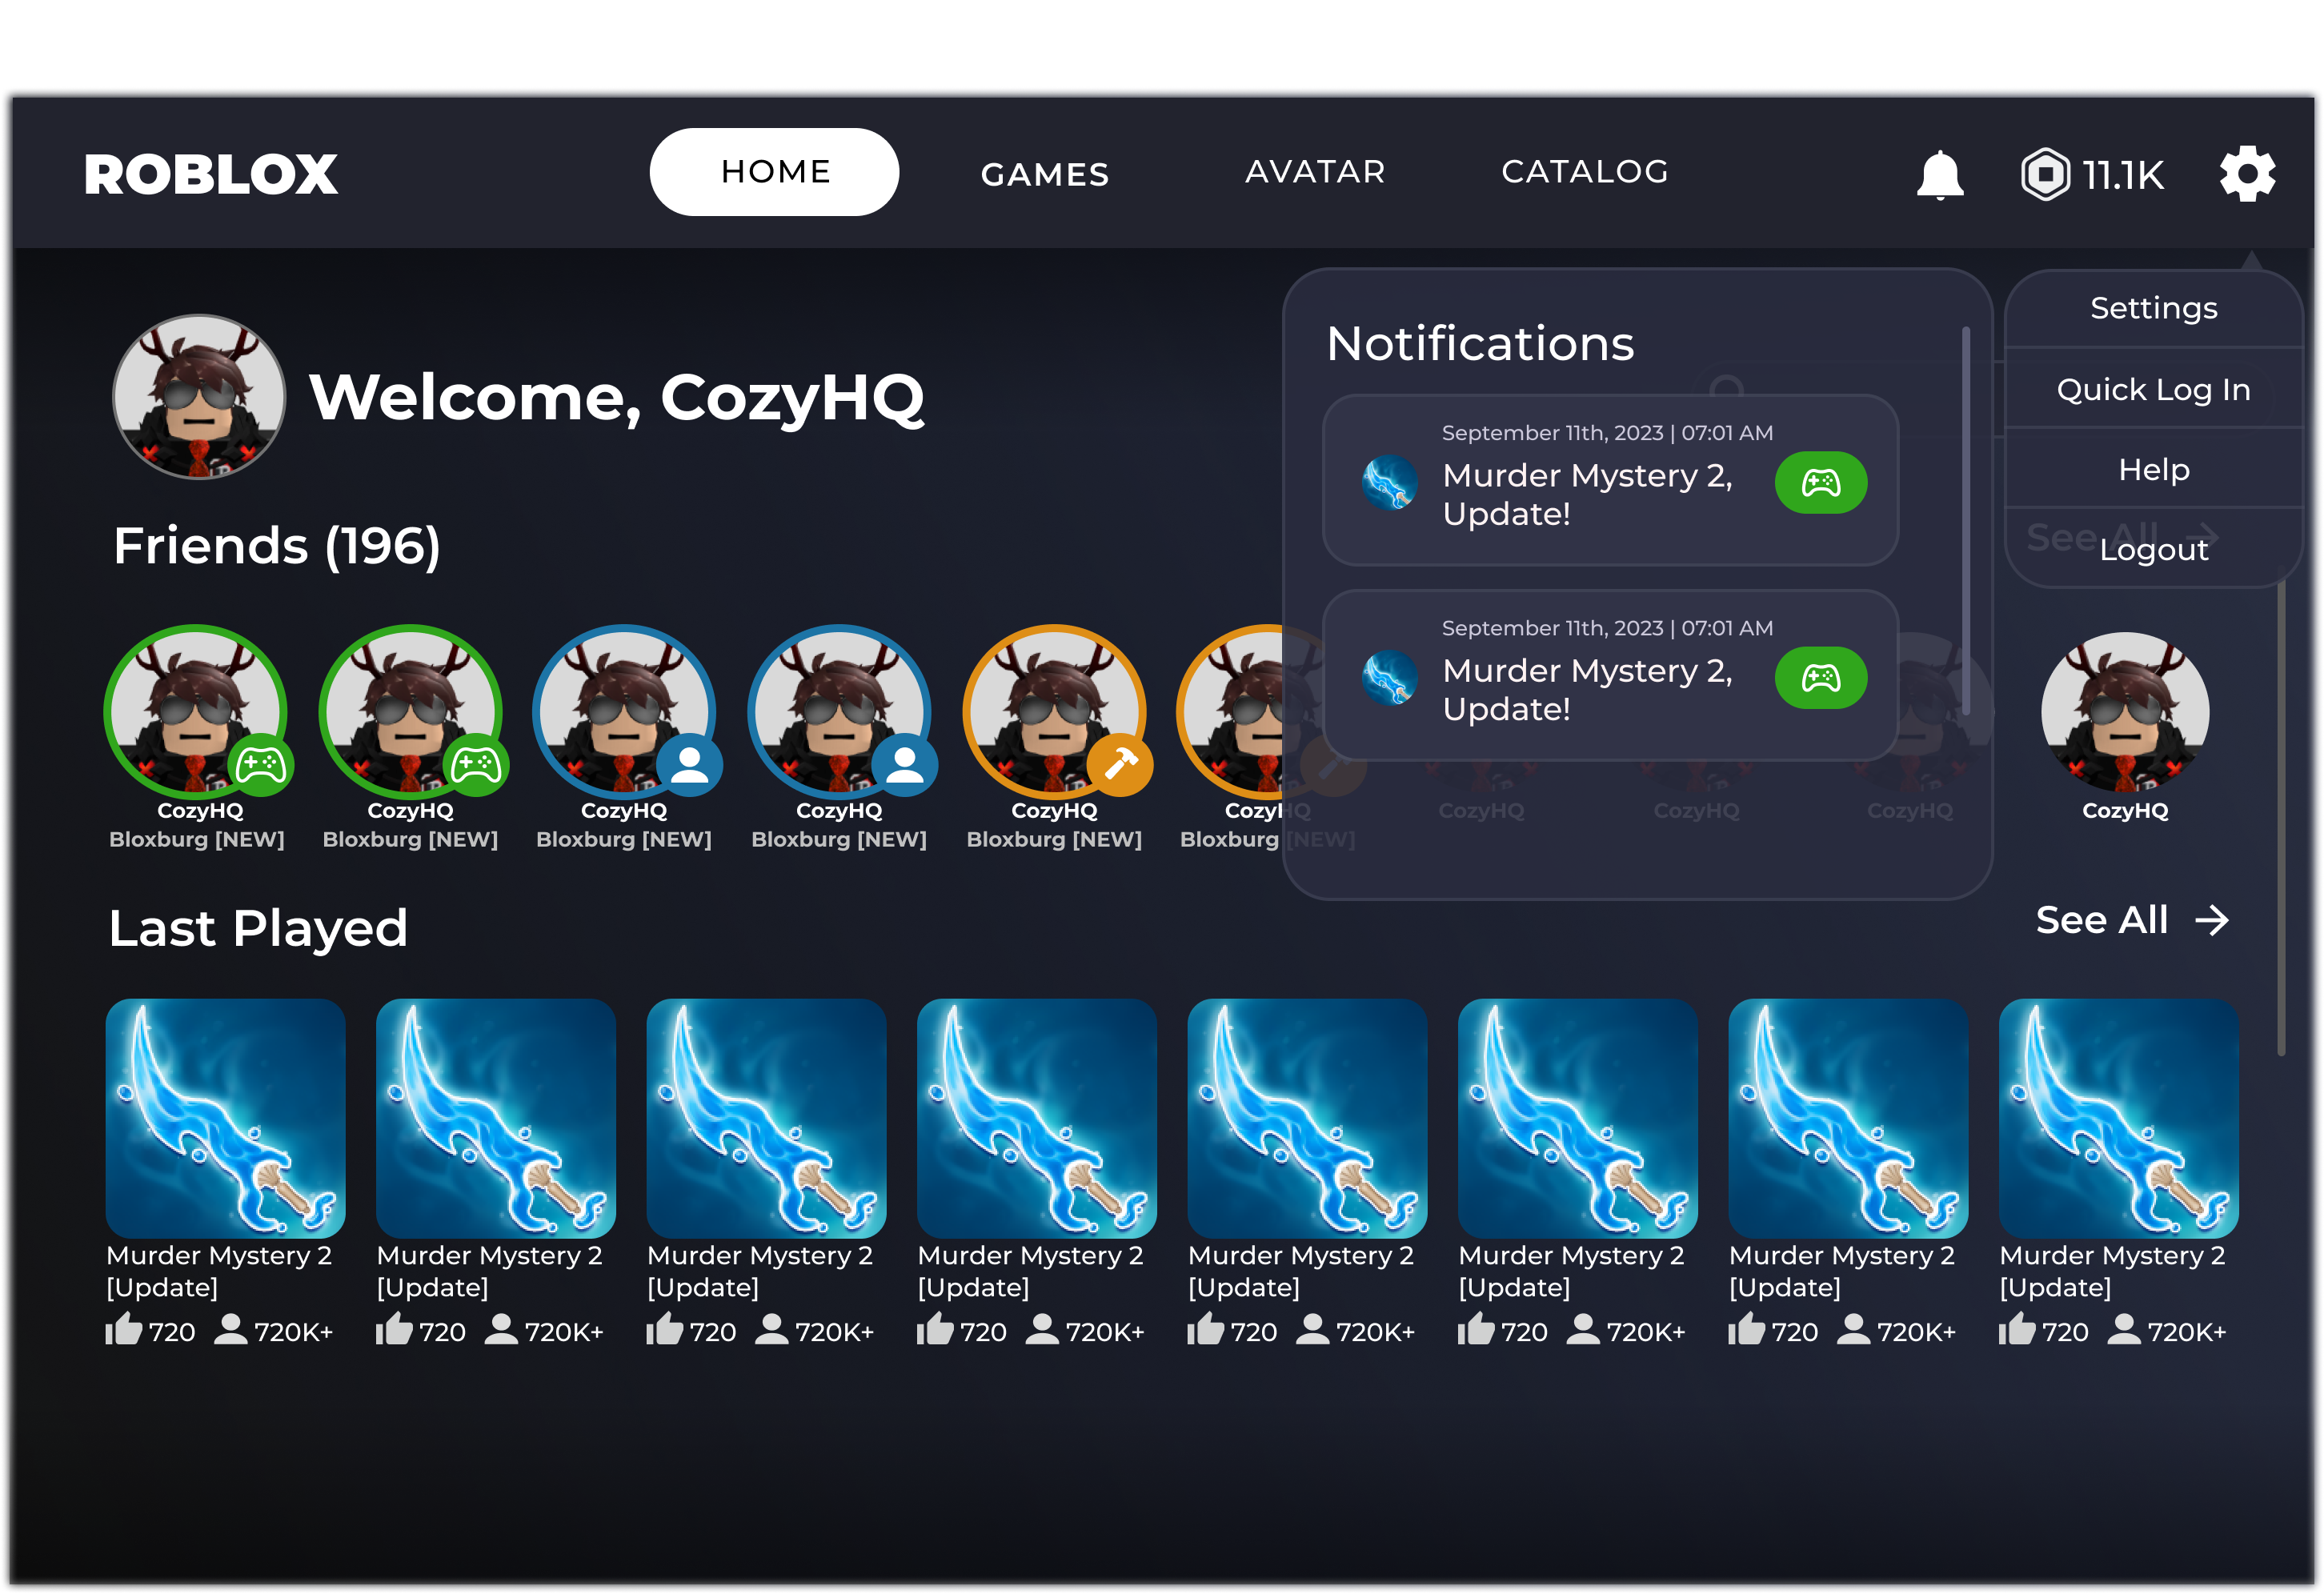 ROBLOX
HOME
GAMES
AVATAR
CATALOG
11.1K
Welcome, CozyHQ
Notifications
September 11th, 2023 | 07:01 AM
Murder Mystery 2,
Update!
September 11th, 2023 | 07:01 AM
Murder Mystery 2,
Update!
Settings
Quick Log In
Help
Logout
See All
Friends (196)
CozyHQ
Bloxburg [NEW]
CozyHQ
Bloxburg [NEW]
CozyHQ
Bloxburg [NEW]
CozyHQ
Bloxburg [NEW]
CozyHQ
Bloxburg [NEW]
CozyHQ
Bloxburg [NEW]
CozyHQ
CozyHQ
CozyHQ
CozyHQ
Last Played
See All
Murder Mystery 2
[Update]
720 720K+
Murder Mystery 2
[Update]
720 720K+
Murder Mystery 2
[Update]
720 720K+
Murder Mystery 2
[Update]
720 720K+
Murder Mystery 2
[Update]
720 720K+
Murder Mystery 2
[Update]
720 720K+
Murder Mystery 2
[Update]
720 720K+
Murder Mystery 2
[Update]
720 720K+